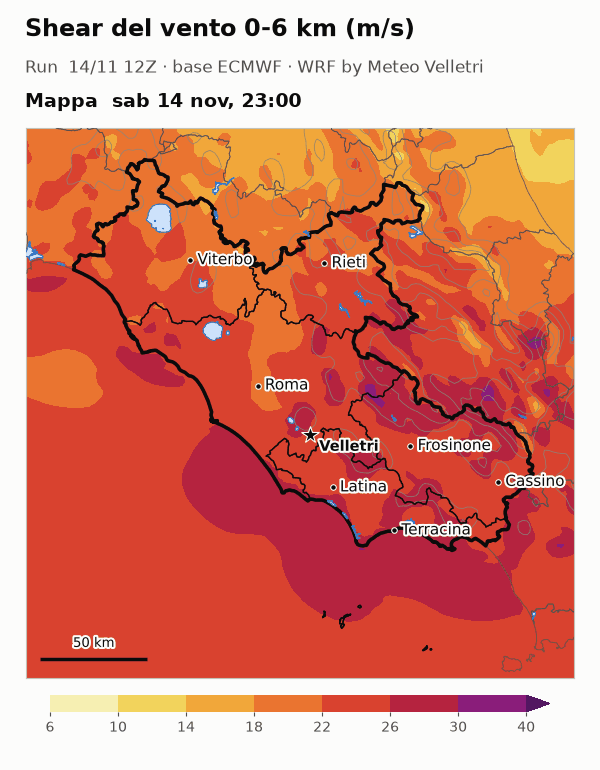 Shear del vento 0-6 km (m/s)
Run  14/11 12Z · base ECMWF · WRF by Meteo Velletri
Mappa  sab 14 nov, 23:00
Viterbo
Rieti
Roma
Velletri
Frosinone
Latina
Cassino
Terracina
50 km
6 10 14 18 22 26 30 40